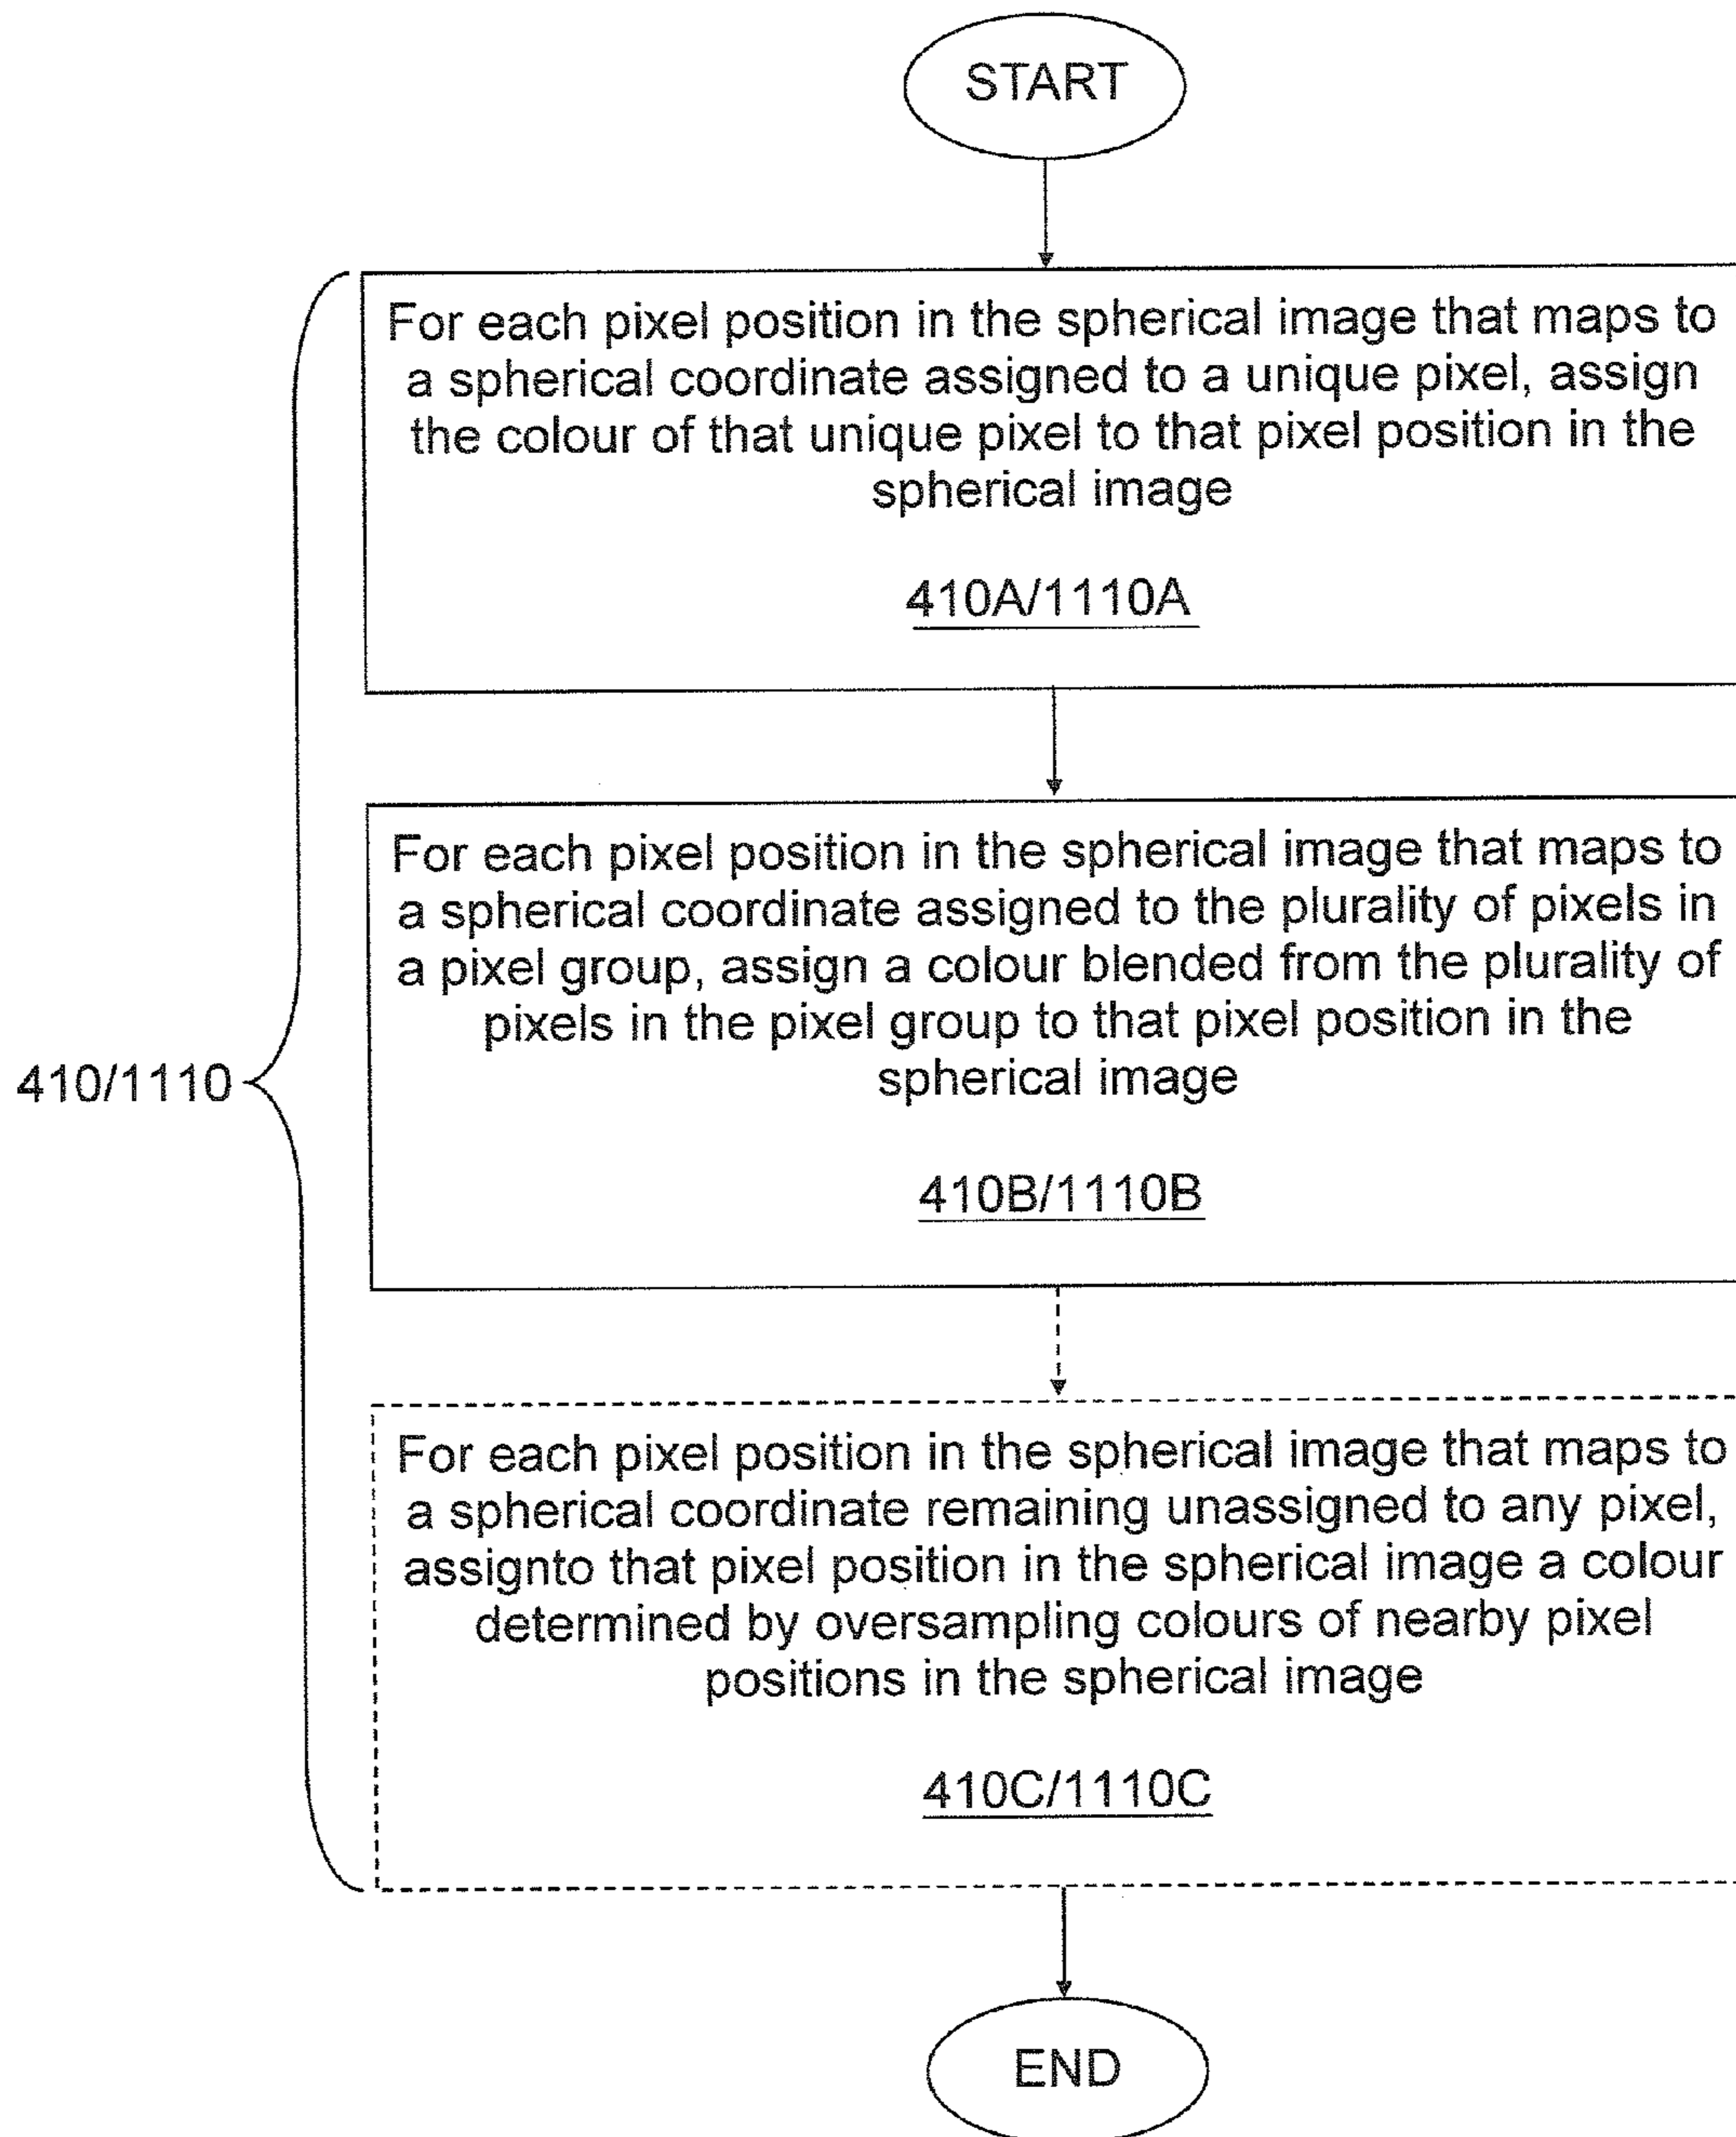 START
For each pixel position in the spherical image that maps to
a spherical coordinate assigned to a unique pixel, assign
the colour of that unique pixel to that pixel position in the
spherical image
410A/1110A
For each pixel position in the spherical image that maps to
a spherical coordinate assigned to the plurality of pixels in
a pixel group, assign a colour blended from the plurality of
pixels in the pixel group to that pixel position in the
spherical image
410/1110
410B/1110B
For each pixel position in the spherical image that maps to
a spherical coordinate remaining unassigned to any pixel,
assignto that pixel position in the spherical image a colour
determined by oversampling colours of nearby pixel
positions in the spherical image
410C/1110C
END